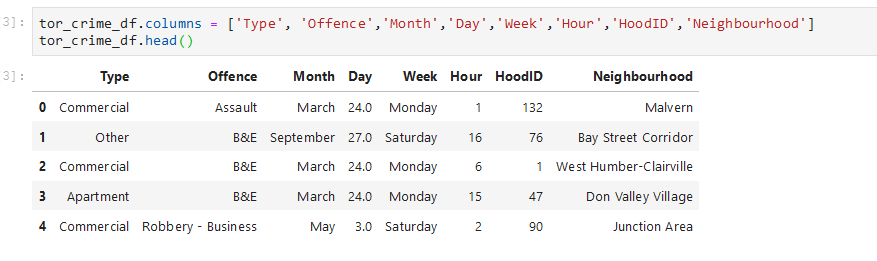 3]: tor_crime_df.columns = ['Type', 'Offence','Month','Day','Week','Hour','HoodID','Neighbourhood']
tor_crime_df.head()
3]: Type Offence Month Day Week Hour HoodID Neighbourhood
0 Commercial Assault March 24.0 Monday 1 132 Malvern
1 Other B&E September 27.0 Saturday 16 76 Bay Street Corridor
2 Commercial B&E March 24.0 Monday 6 1 West Humber-Clairville
3 Apartment B&E March 24.0 Monday 15 47 Don Valley Village
4 Commercial Robbery - Business May 3.0 Saturday 2 90 Junction Area